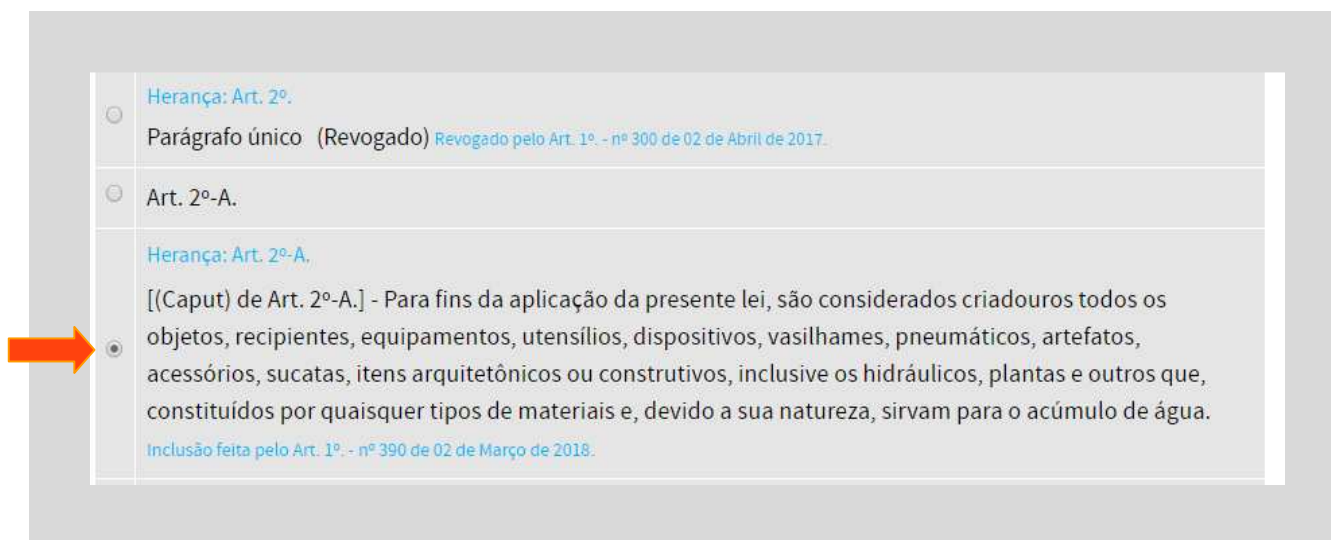 Herança: Art. 2º.
Parágrafo único (Revogado) Revogado pelo Art. 1º. - nº 300 de 02 de Abril de 2017.
Art. 2º-A.
Herança: Art. 2º-A.
[(Caput) de Art. 2º-A.] - Para fins da aplicação da presente lei, são considerados criadouros todos os
objetos, recipientes, equipamentos, utensílios, dispositivos, vasilhames, pneumáticos, artefatos,
acessórios, sucatas, itens arquitetônicos ou construtivos, inclusive os hidráulicos, plantas e outros que,
constituídos por quaisquer tipos de materiais e, devido a sua natureza, sirvam para o acúmulo de água.
Inclusão feita pelo Art. 1º. - nº 390 de 02 de Março de 2018.